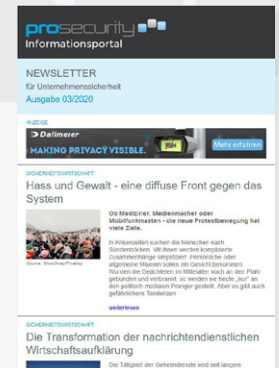 prosecurity
Informationsportal
NEWSLETTER
für Unternehmenssicherheit
Ausgabe 03/2020
ANZEIGE
Dallmeier
MAKING PRIVACY VISIBLE.
Mehr erfahren
SICHERHEITSWIRTSCHAFT
Hass und Gewalt - eine diffuse Front gegen das
System
Ob Mediziner, Medienmacher oder
Mobilfunkmasten - die neue Protestbewegung hat
viele Ziele.
In Krisenzeiten suchen die Menschen nach
Sündenböcken. Mit ihnen werden komplizierte
Zusammenhänge simplifiziert. Persönliche oder
allgemeine Miseren sollen ein Gesicht bekommen.
Wurden die Geächteten im Mittelalter noch an den Pfahl
gebunden und verbrannt, so werden sie heute „nur“ an
den politisch-medialen Pranger gestellt. Aber es gibt auch
gefährlichere Tendenzen
weiterlesen
SICHERHEITSWIRTSCHAFT
Die Transformation der nachrichtendienstlichen
Wirtschaftsaufklärung
Die Tätigkeit der Geheimdienste wird seit langem